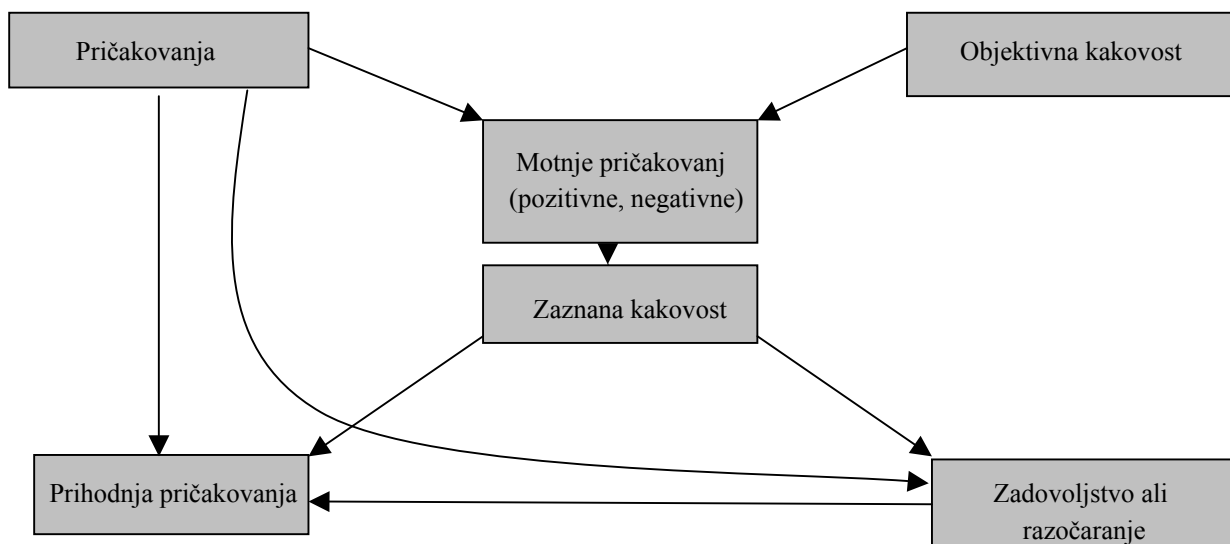 Pričakovanja
Objektivna kakovost
Motnje pričakovanj
(pozitivne, negativne)
Zaznana kakovost
Prihodnja pričakovanja
Zadovoljstvo ali
razočaranje